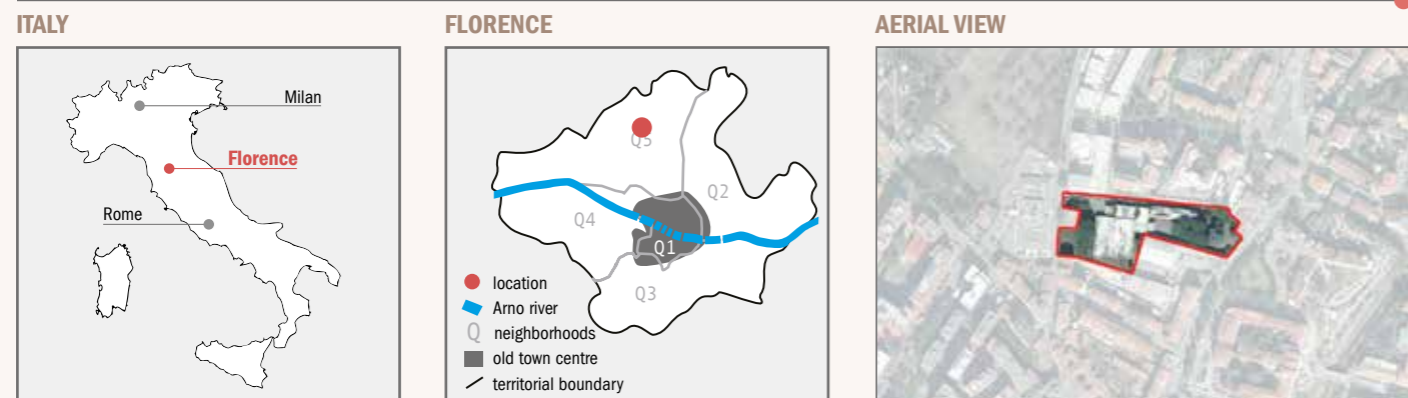 ITALY
Milan
Florence
Rome
FLORENCE
Q5
Q2
Q4
Q1
Q3
location
Arno river
Q neighborhoods
old town centre
territorial boundary
AERIAL VIEW